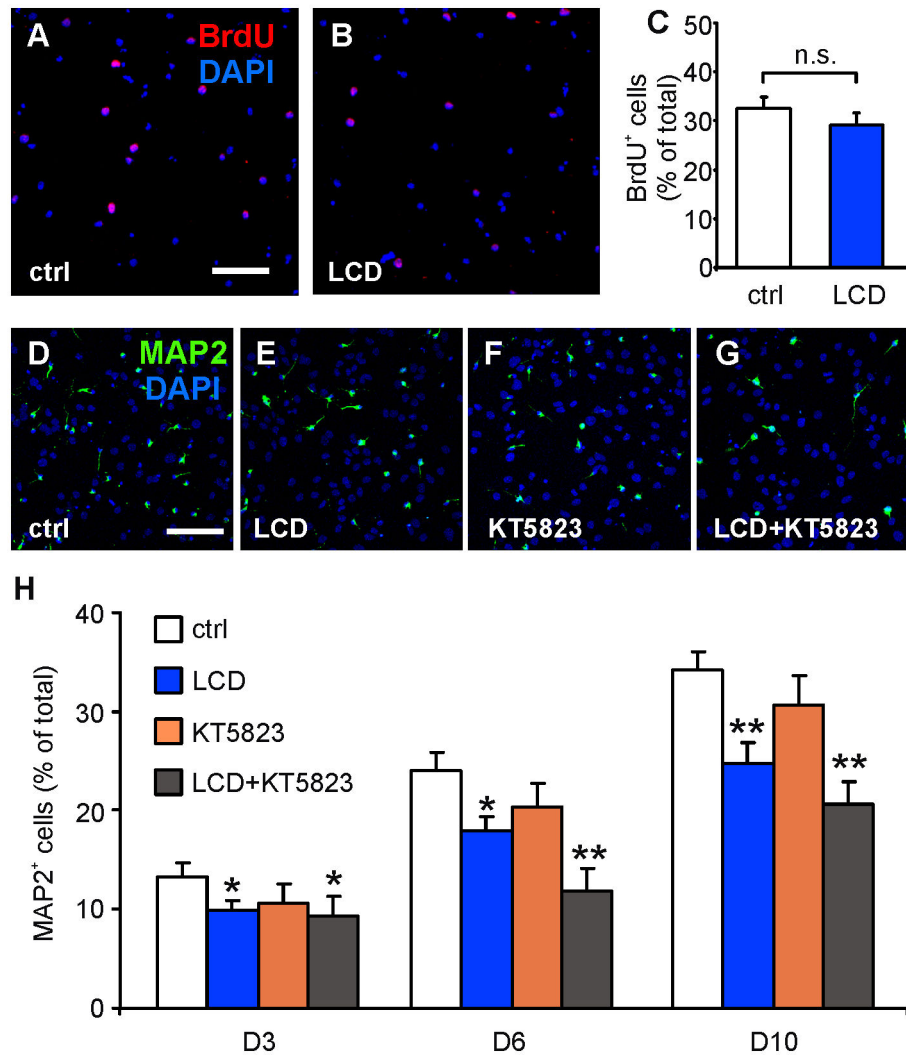 A
BrdU
DAPI
ctrl
B
LCD
C
n.s.
BrdU⁺ cells
(% of total)
50
40
30
20
10
0
ctrl
LCD
D
MAP2
DAPI
ctrl
E
LCD
F
KT5823
G
LCD+KT5823
H
MAP2⁺ cells (% of total)
40
30
20
10
0
ctrl
LCD
KT5823
LCD+KT5823
*
*
*
**
**
**
D3
D6
D10